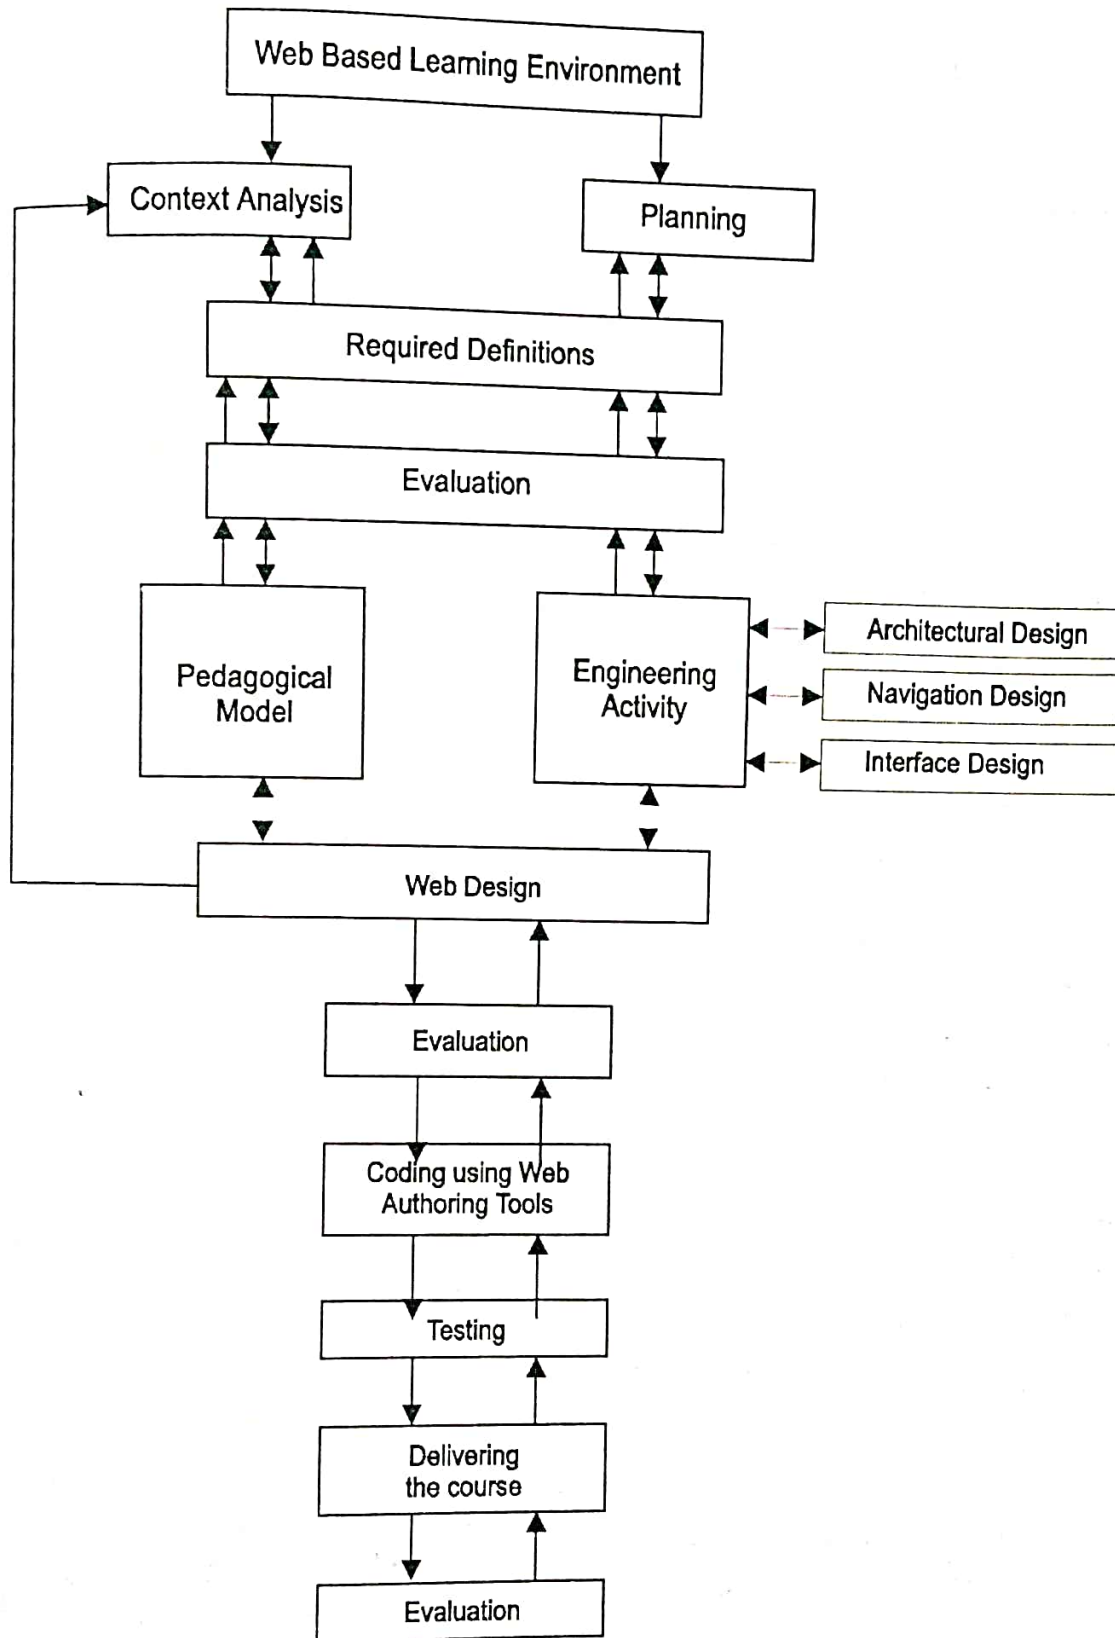 Web Based Learning Environment
Context Analysis
Planning
Required Definitions
Evaluation
Pedagogical
Model
Engineering
Activity
Architectural Design
Navigation Design
Interface Design
Web Design
Evaluation
Coding using Web
Authoring Tools
Testing
Delivering
the course
Evaluation